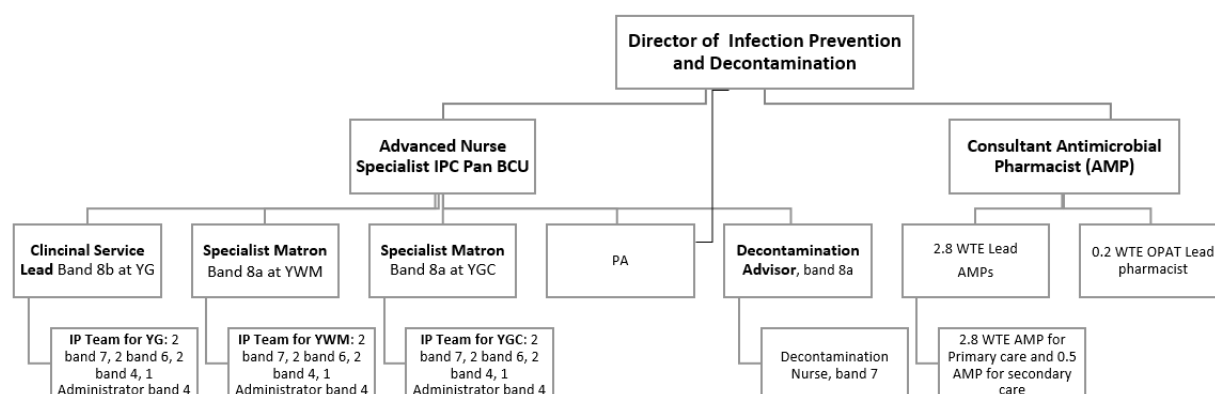 Director of Infection Prevention
and Decontamination
Advanced Nurse
Specialist IPC Pan BCU
Consultant Antimicrobial
Pharmacist (AMP)
Clincinal Service
Lead Band 8b at YG
Specialist Matron
Band 8a at YWM
Specialist Matron
Band 8a at YGC
PA
Decontamination
Advisor, band 8a
2.8 WTE Lead
AMPs
0.2 WTE OPAT Lead
pharmacist
IP Team for YG: 2
band 7, 2 band 6, 2
band 4, 1
Administrator band 4
IP Team for YWM: 2
band 7, 2 band 6, 2
band 4, 1
Administrator band 4
IP Team for YGC: 2
band 7, 2 band 6, 2
band 4, 1
Administrator band 4
Decontamination
Nurse, band 7
2.8 WTE AMP for
Primary care and 0.5
AMP for secondary
care